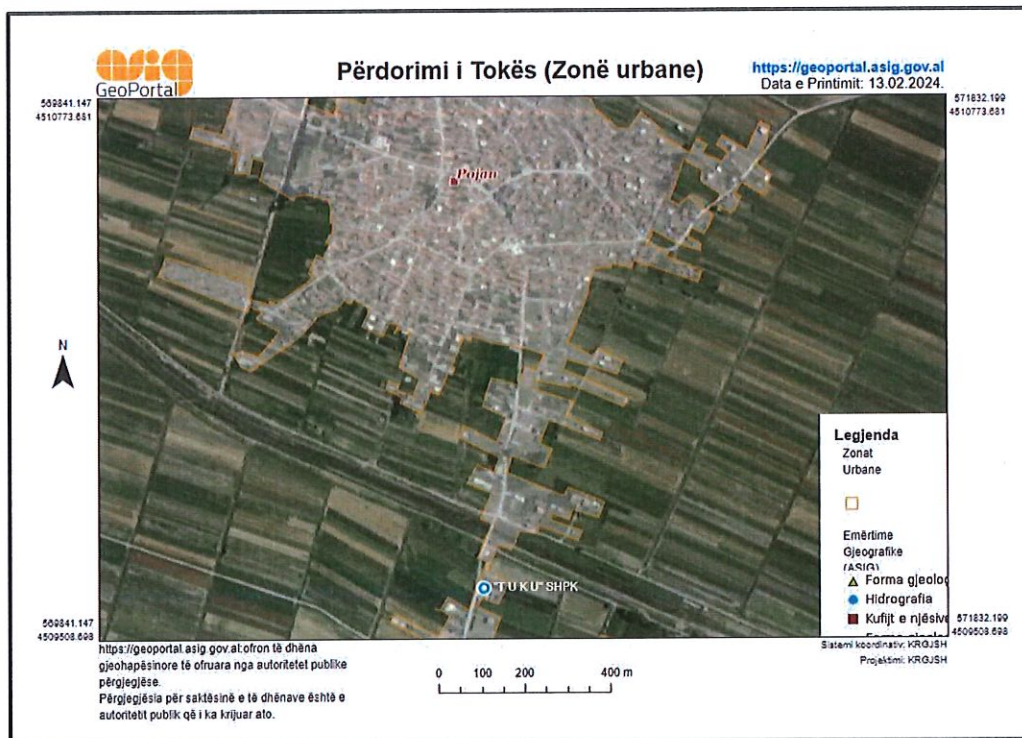 asig
GeoPortal
Përdorimi i Tokës (Zonë urbane)
https://geoportal.asig.gov.al
Data e Printimit: 13.02.2024.
569841.147
4510773.681
571832.199
4510773.681
Pojan
N
"T U K U" SHPK
Legjenda
Zonat
Urbane
Emërtime
Gjeografike
(ASIG)
Forma gjeolog
Hidrografia
Kufijt e njësive
569841.147
4509508.698
571832.199
4509508.698
Sistemi koordinativ: KRGJSH
Projektimi: KRGJSH
https://geoportal.asig.gov.al:ofron të dhëna
gjeohapësinore të ofruara nga autoritetet publike
përgjegjëse.
Përgjegjësia për saktësinë e të dhënave është e
autoritetit publik që i ka krijuar ato.
0 100 200 400 m